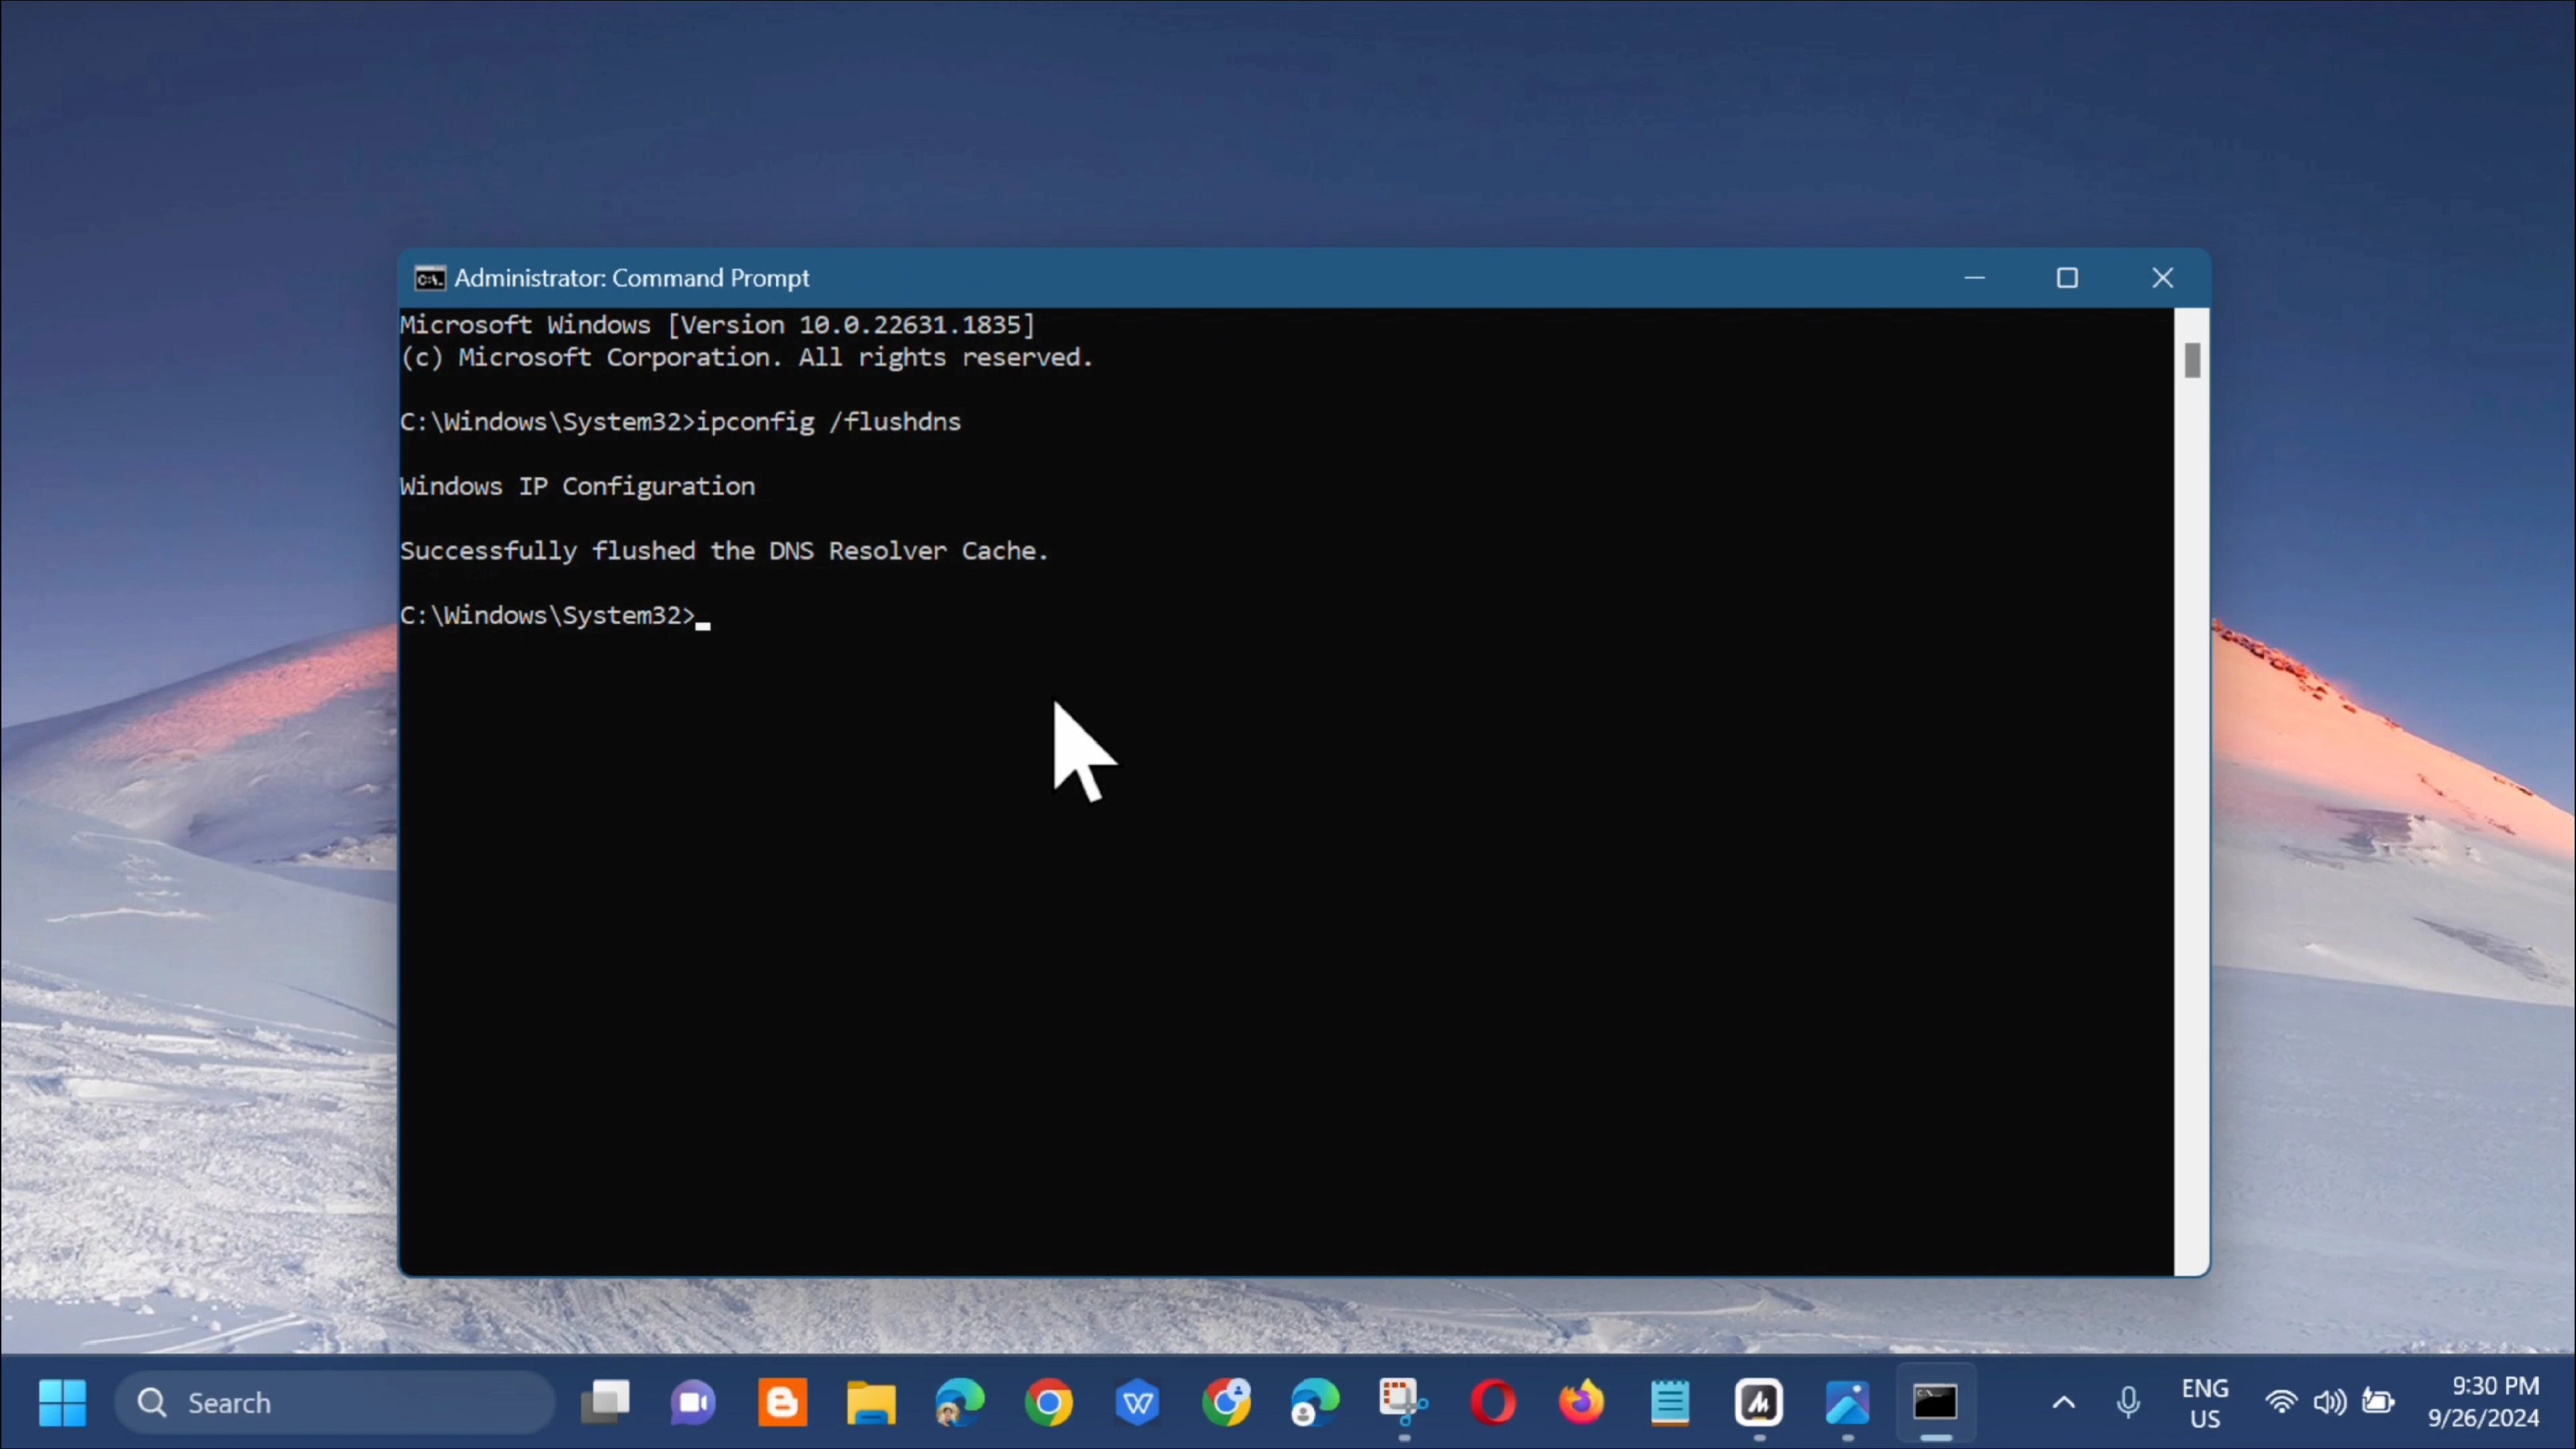 Administrator: Command Prompt
Microsoft Windows [Version 10.0.22631.1835]
(c) Microsoft Corporation. All rights reserved.
C:\Windows\System32>ipconfig /flushdns
Windows IP Configuration
Successfully flushed the DNS Resolver Cache.
C:\Windows\System32>
Search
ENG
US
9:30 PM
9/26/2024